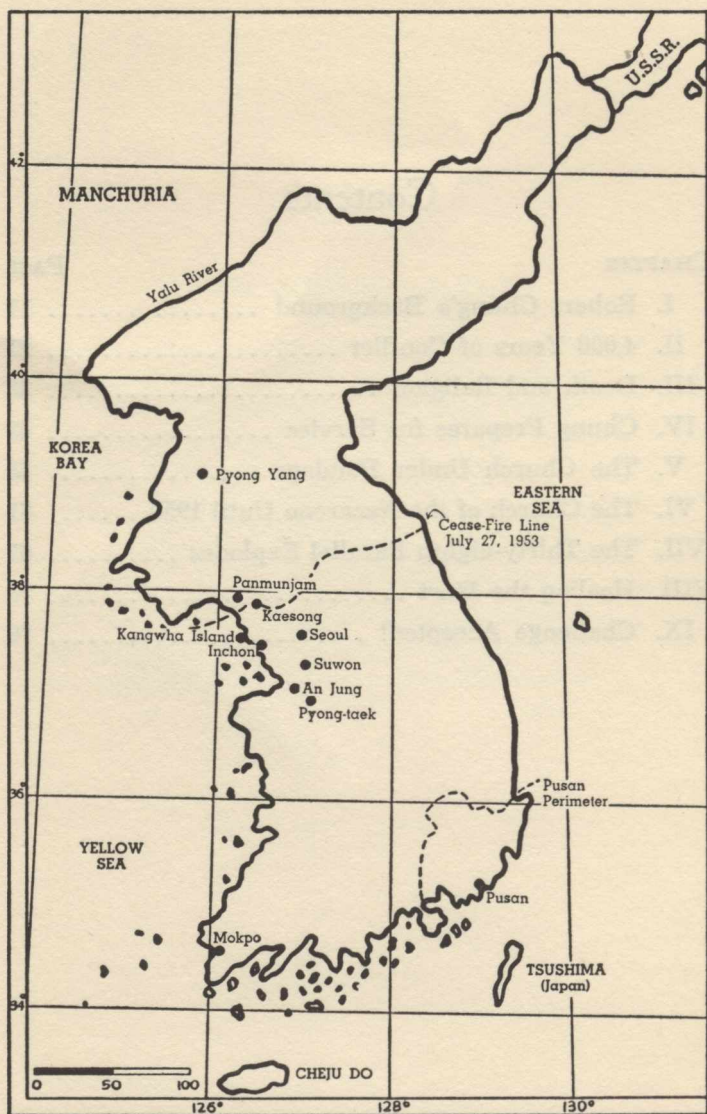 U.S.S.R.
42°
MANCHURIA
Yalu River
40°
KOREA
BAY
Pyong Yang
EASTERN
SEA
Cease-Fire Line
July 27, 1953
38°
Panmunjam
Kaesong
Kangwha Island
Seoul
Inchon
Suwon
An Jung
Pyong-taek
36°
Pusan
Perimeter
YELLOW
SEA
Pusan
Mokpo
TSUSHIMA
(Japan)
34°
0 50 100
CHEJU DO
126° 128° 130°